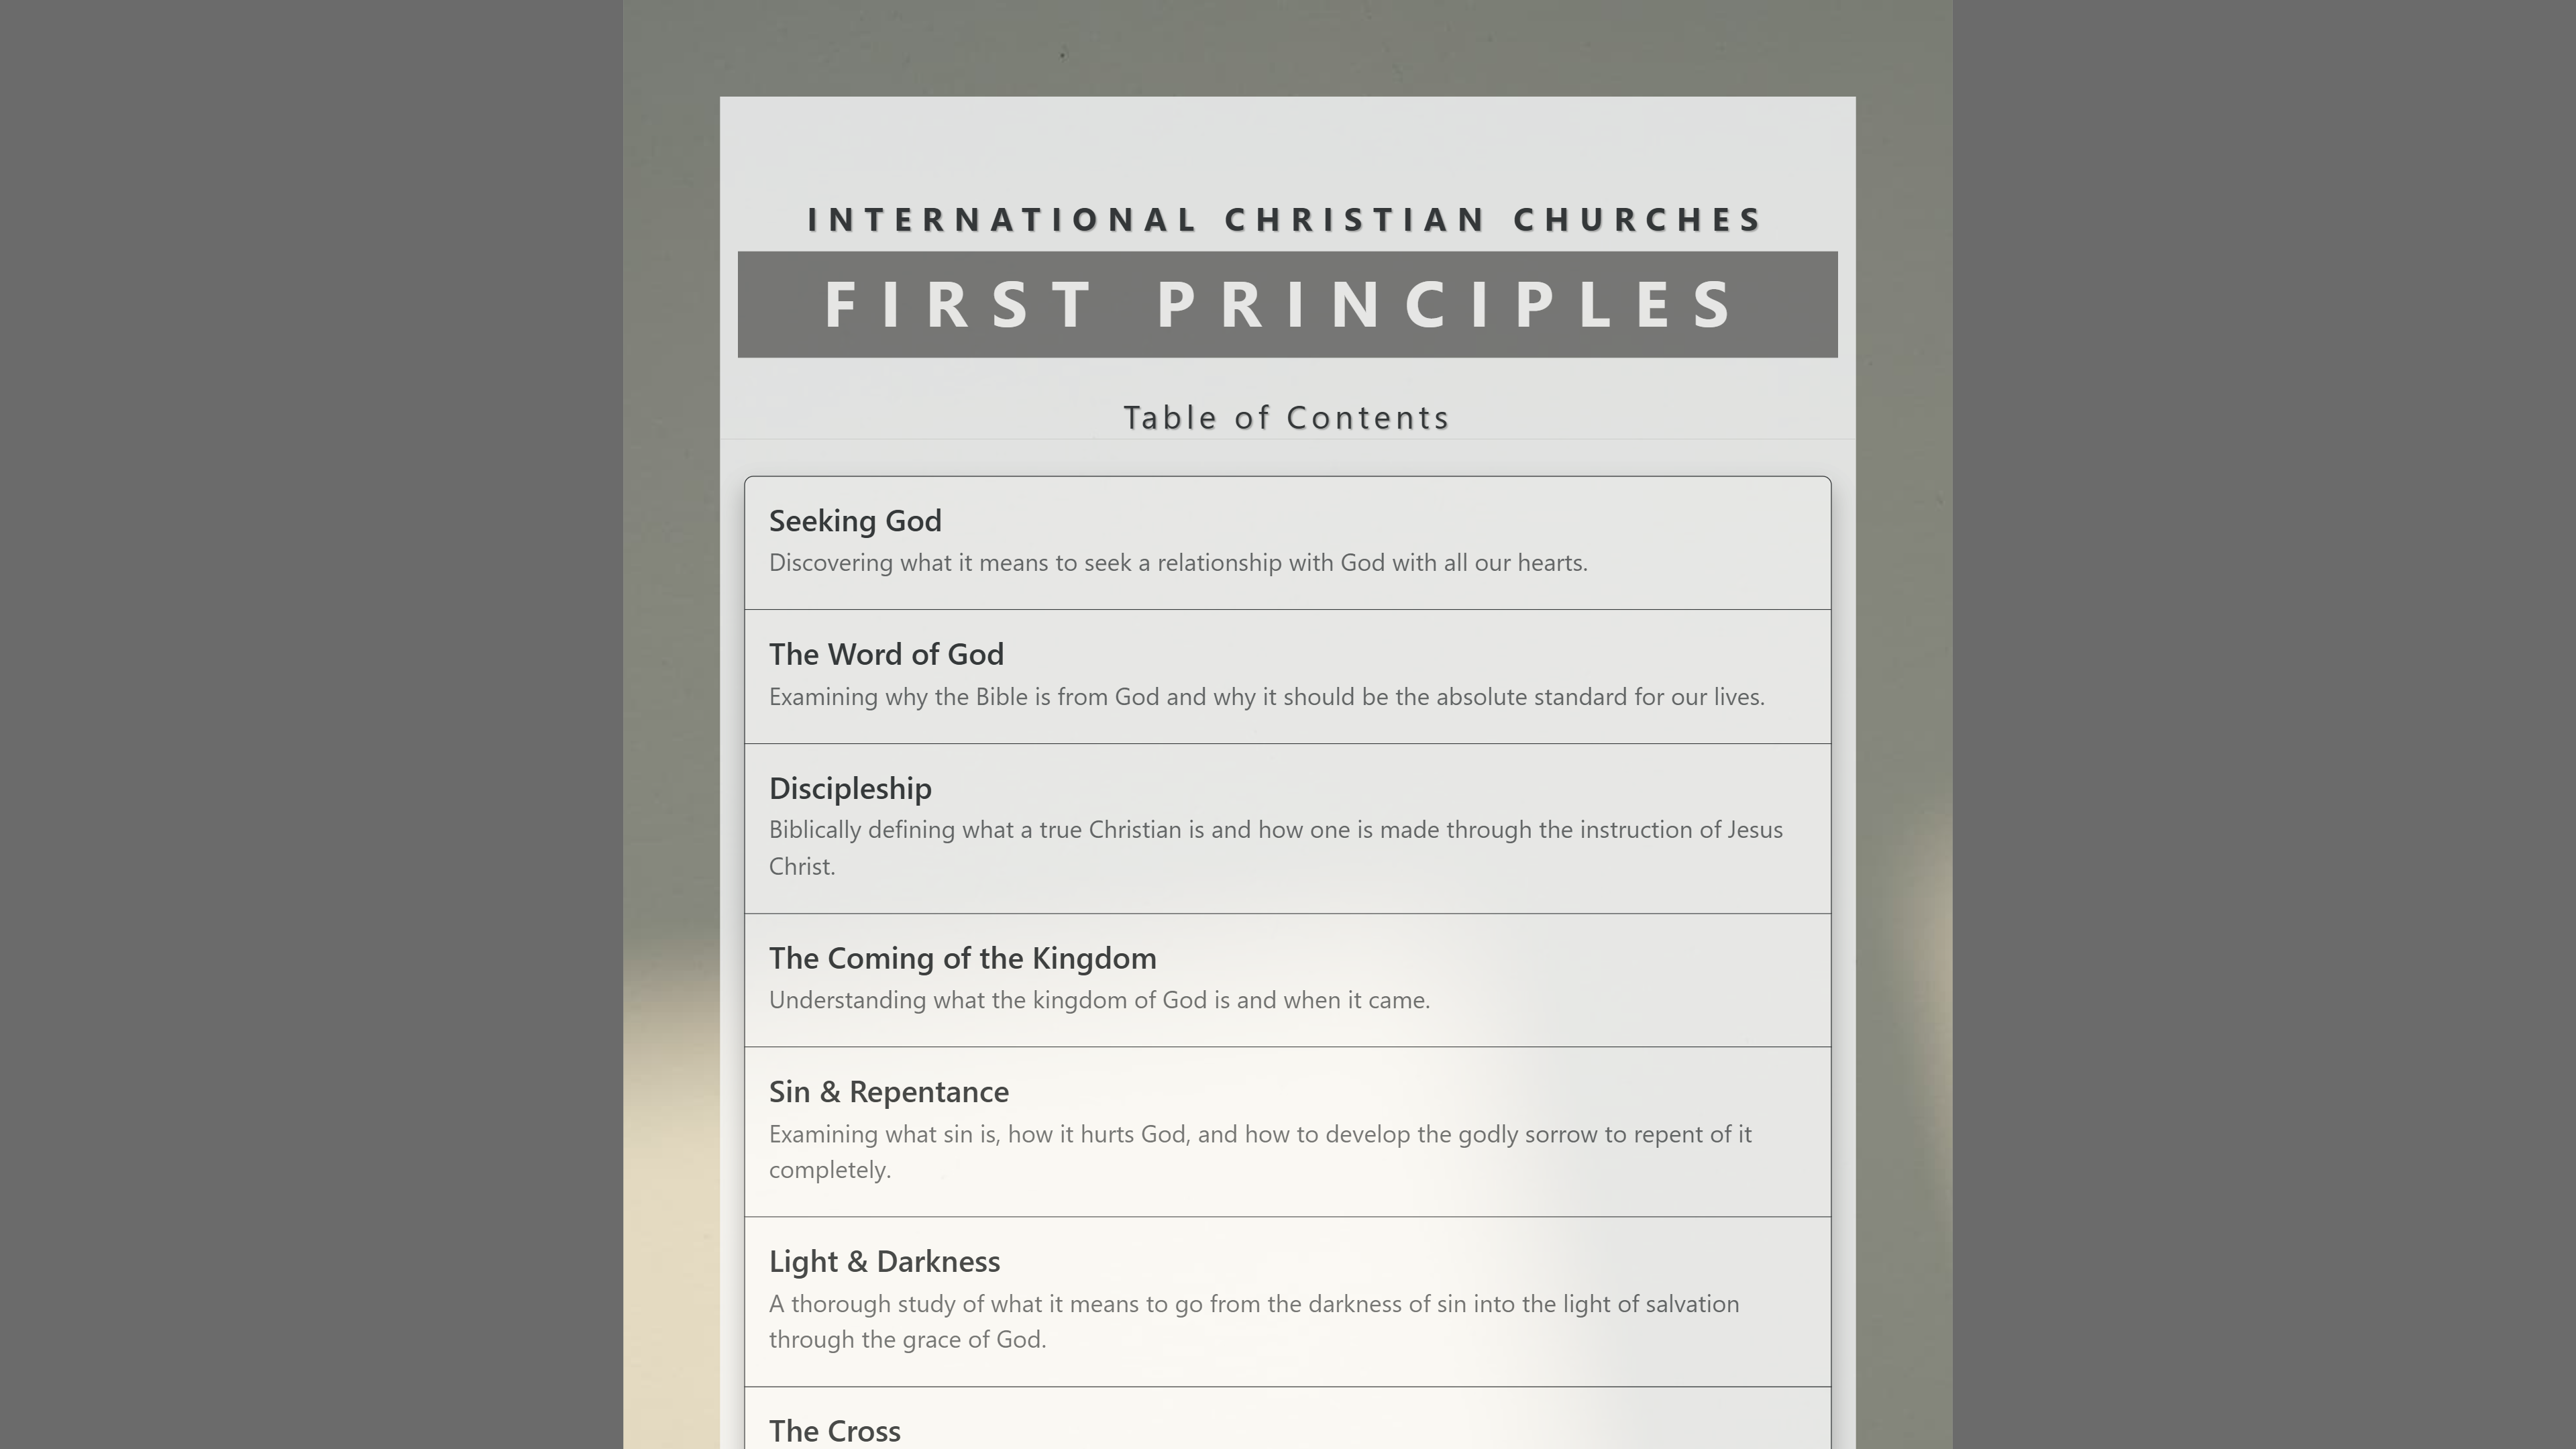 INTERNATIONAL CHRISTIAN CHURCHES
FIRST PRINCIPLES
Table of Contents
Seeking God
Discovering what it means to seek a relationship with God with all our hearts.
The Word of God
Examining why the Bible is from God and why it should be the absolute standard for our lives.
Discipleship
Biblically defining what a true Christian is and how one is made through the instruction of Jesus
Christ.
The Coming of the Kingdom
Understanding what the kingdom of God is and when it came.
Sin & Repentance
Examining what sin is, how it hurts God, and how to develop the godly sorrow to repent of it
completely.
Light & Darkness
A thorough study of what it means to go from the darkness of sin into the light of salvation
through the grace of God.
The Cross